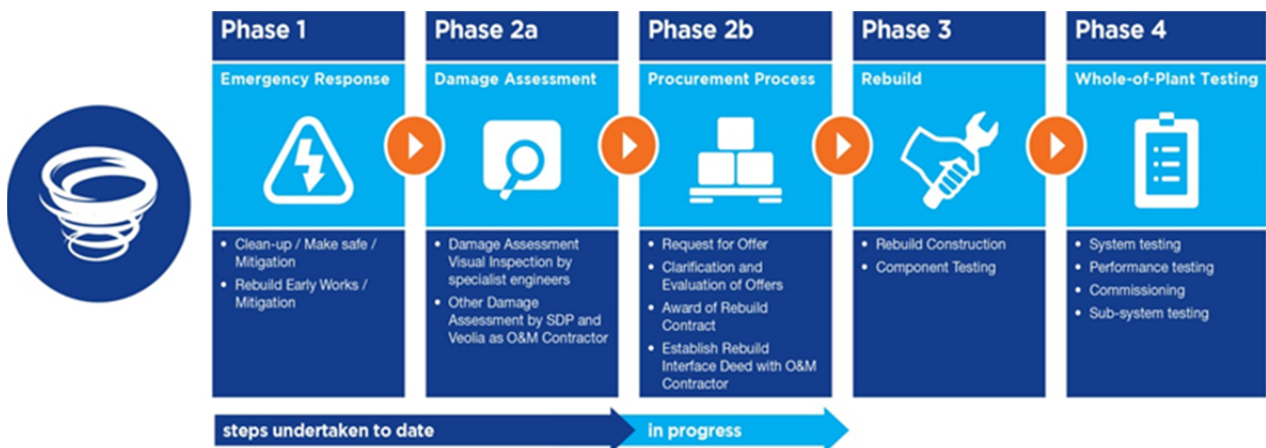 Phase 1
Emergency Response
• Clean-up / Make safe /
Mitigation
• Rebuild Early Works /
Mitigation
Phase 2a
Damage Assessment
• Damage Assessment
Visual Inspection by
specialist engineers
• Other Damage
Assessment by SDP and
Veolia as O&M Contractor
Phase 2b
Procurement Process
• Request for Offer
• Clarification and
Evaluation of Offers
• Award of Rebuild
Contract
• Establish Rebuild
Interface Deed with O&M
Contractor
Phase 3
Rebuild
• Rebuild Construction
• Component Testing
Phase 4
Whole-of-Plant Testing
• System testing
• Performance testing
• Commissioning
• Sub-system testing
steps undertaken to date
in progress